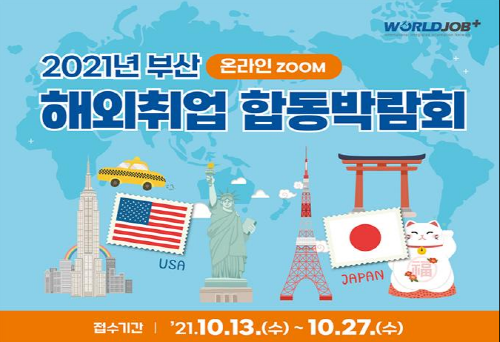 WORLDJOB+
2021년 부산 온라인 ZOOM
해외취업 합동박람회
USA
JAPAN
福
접수기간 | '21.10.13.(수) ~ 10.27.(수)